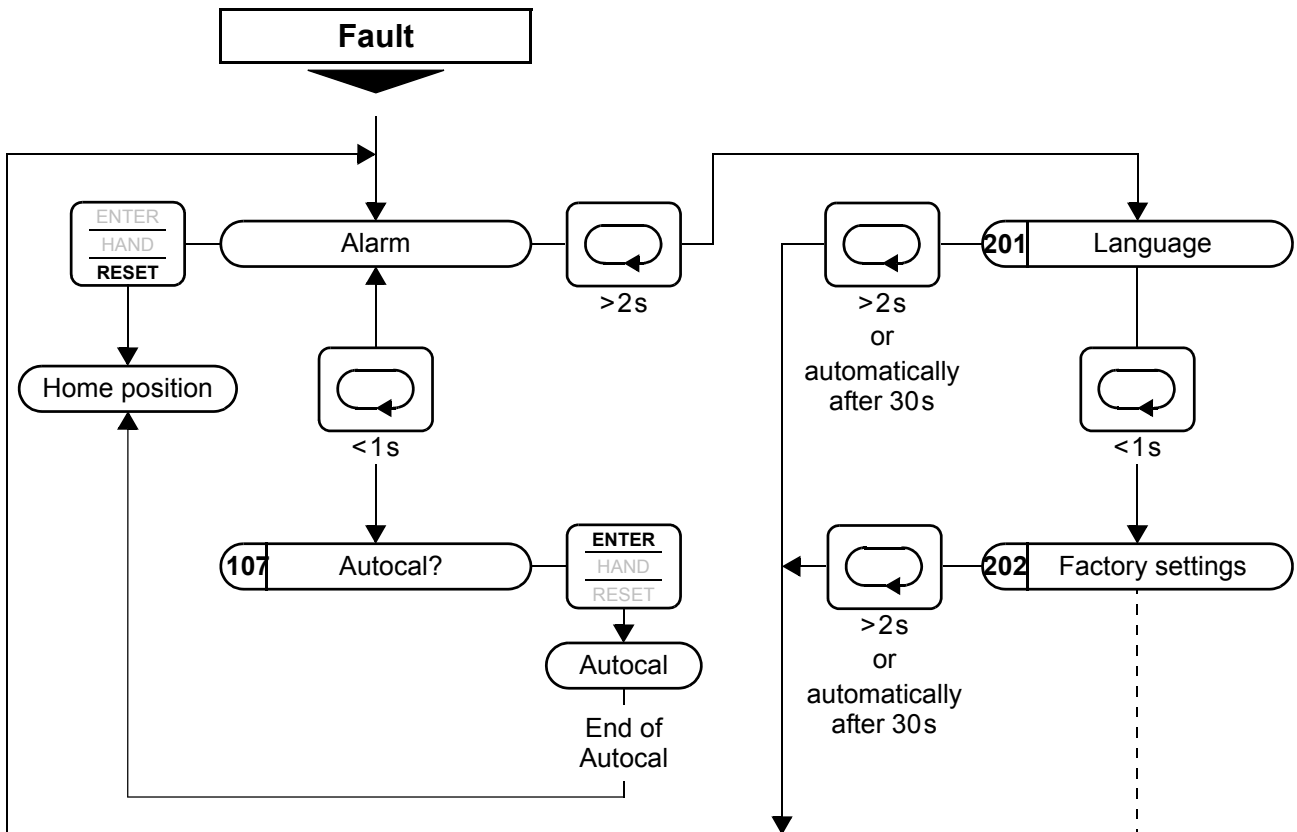 Fault
ENTER
HAND
RESET
Alarm
>2s
201 Language
>2s
or
automatically
after 30s
Home position
<1s
<1s
107 Autocal?
ENTER
HAND
RESET
202 Factory settings
>2s
or
automatically
after 30s
Autocal
End of
Autocal